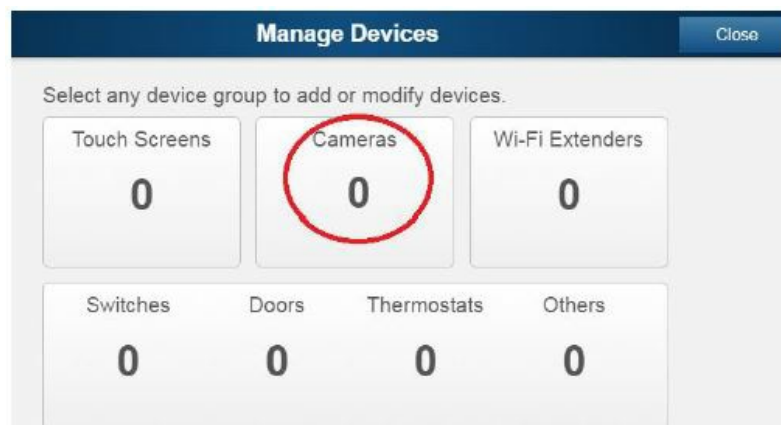 Manage Devices
Close
Select any device group to add or modify devices.
Touch Screens Cameras Wi-Fi Extenders
0 0 0
Switches Doors Thermostats Others
0 0 0 0